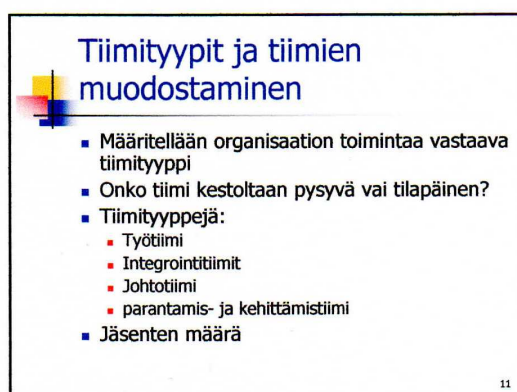 Tiimityypit ja tiimien
muodostaminen
Määritellään organisaation toimintaa vastaava
tiimityyppi
Onko tiimi kestoltaan pysyvä vai tilapäinen?
Tiimityyppejä:
Työtiimi
Integrointitiimit
Johtotiimi
parantamis- ja kehittämistiimi
Jäsenten määrä
11